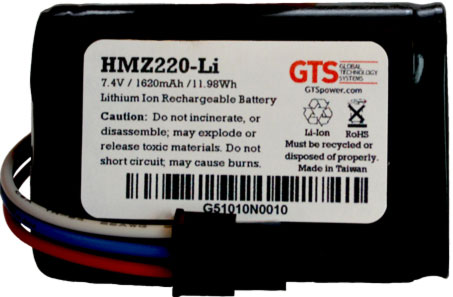 HMZ220-Li
7.4V / 1620mAh / 11.98Wh
Lithium Ion Rechargeable Battery
Caution: Do not incinerate, or
disassemble; may explode or
release toxic materials. Do not
short circuit; may cause burns.
GTS GLOBAL
TECHNOLOGY
SYSTEMS
GTSpower.com
Li-Ion RoHS
Must be recycled or
disposed of properly.
Made in Taiwan
G51010N0010